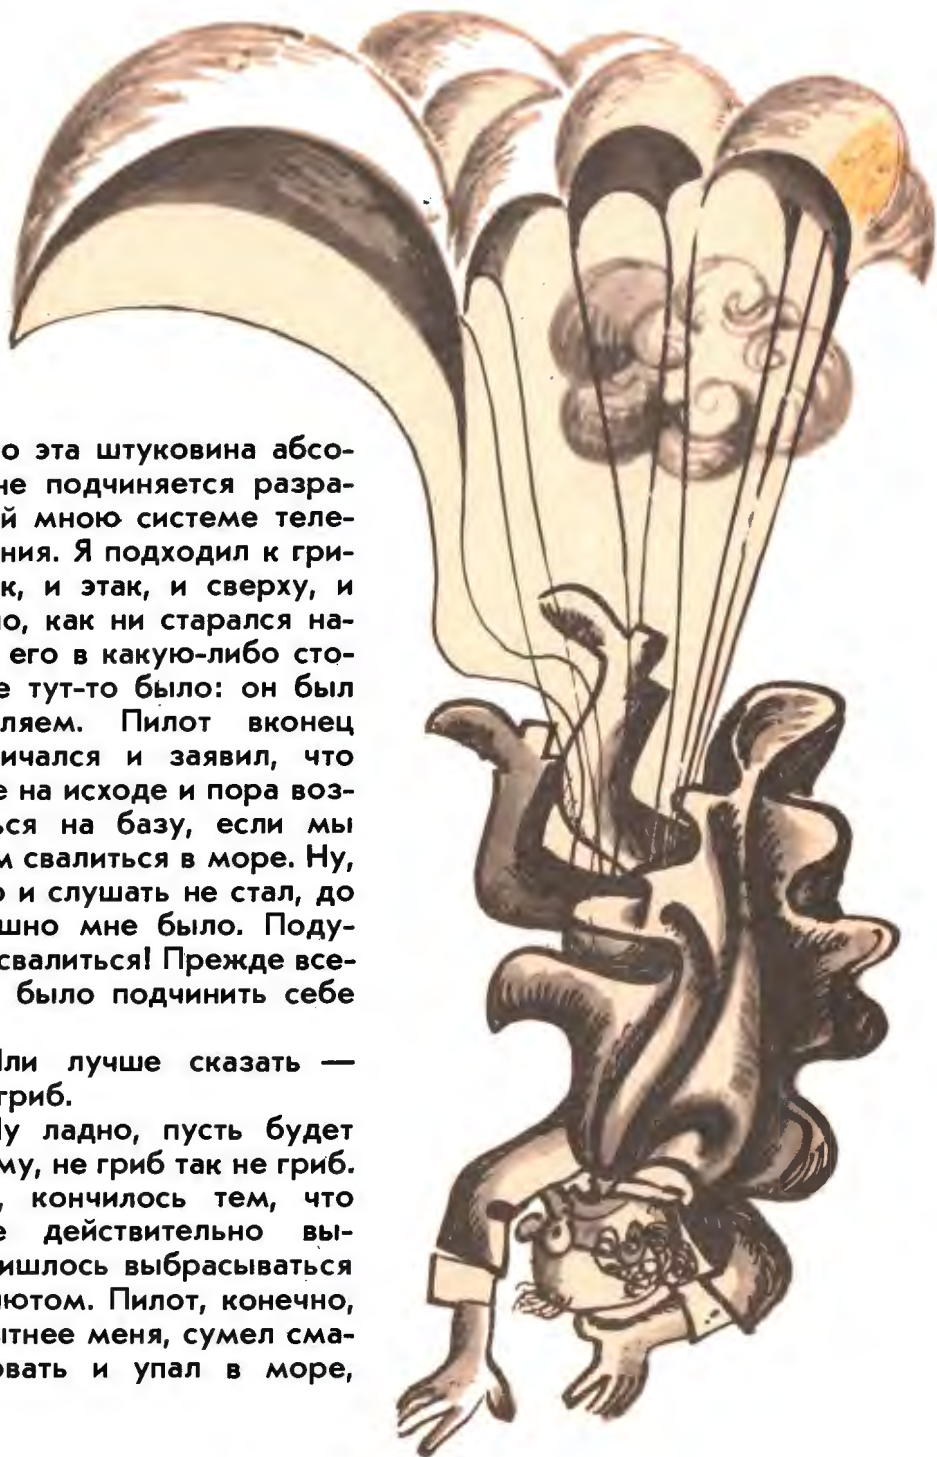 о эта штуковина абсо-
не подчиняется разра-
й мною системе теле-
ния. Я подходил к гри-
к, и этак, и сверху, и
о, как ни старался на-
его в какую-либо сто-
е тут-то было: он был
ляем. Пилот вконец
ичался и заявил, что
е на исходе и пора воз-
ься на базу, если мы
м свалиться в море. Ну,
о и слушать не стал, до
шно мне было. Поду-
свалиться! Прежде все-
было подчинить себе
Или лучше сказать —
гриб.
Ну ладно, пусть будет
му, не гриб так не гриб.
, кончилось тем, что
е действительно вы-
ишлось выбрасываться
ютом. Пилот, конечно,
ытнее меня, сумел сма-
овать и упал в море,